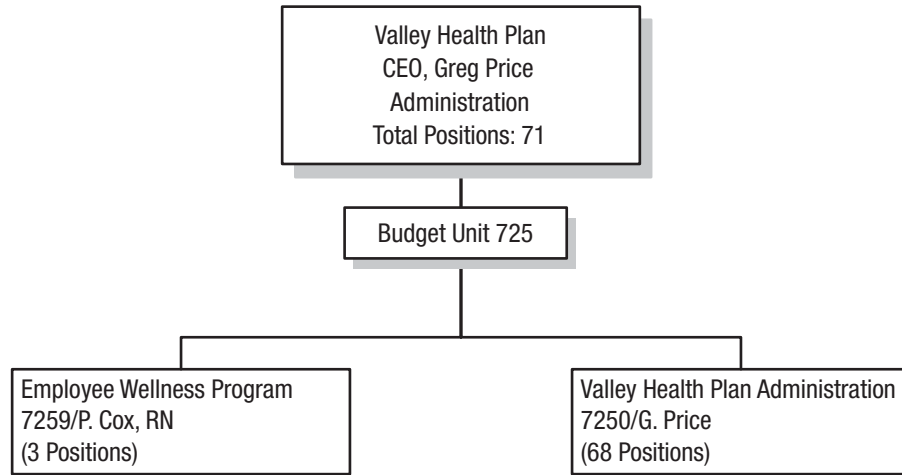 Valley Health Plan
CEO, Greg Price
Administration
Total Positions: 71
Budget Unit 725
Employee Wellness Program
7259/P. Cox, RN
(3 Positions)
Valley Health Plan Administration
7250/G. Price
(68 Positions)